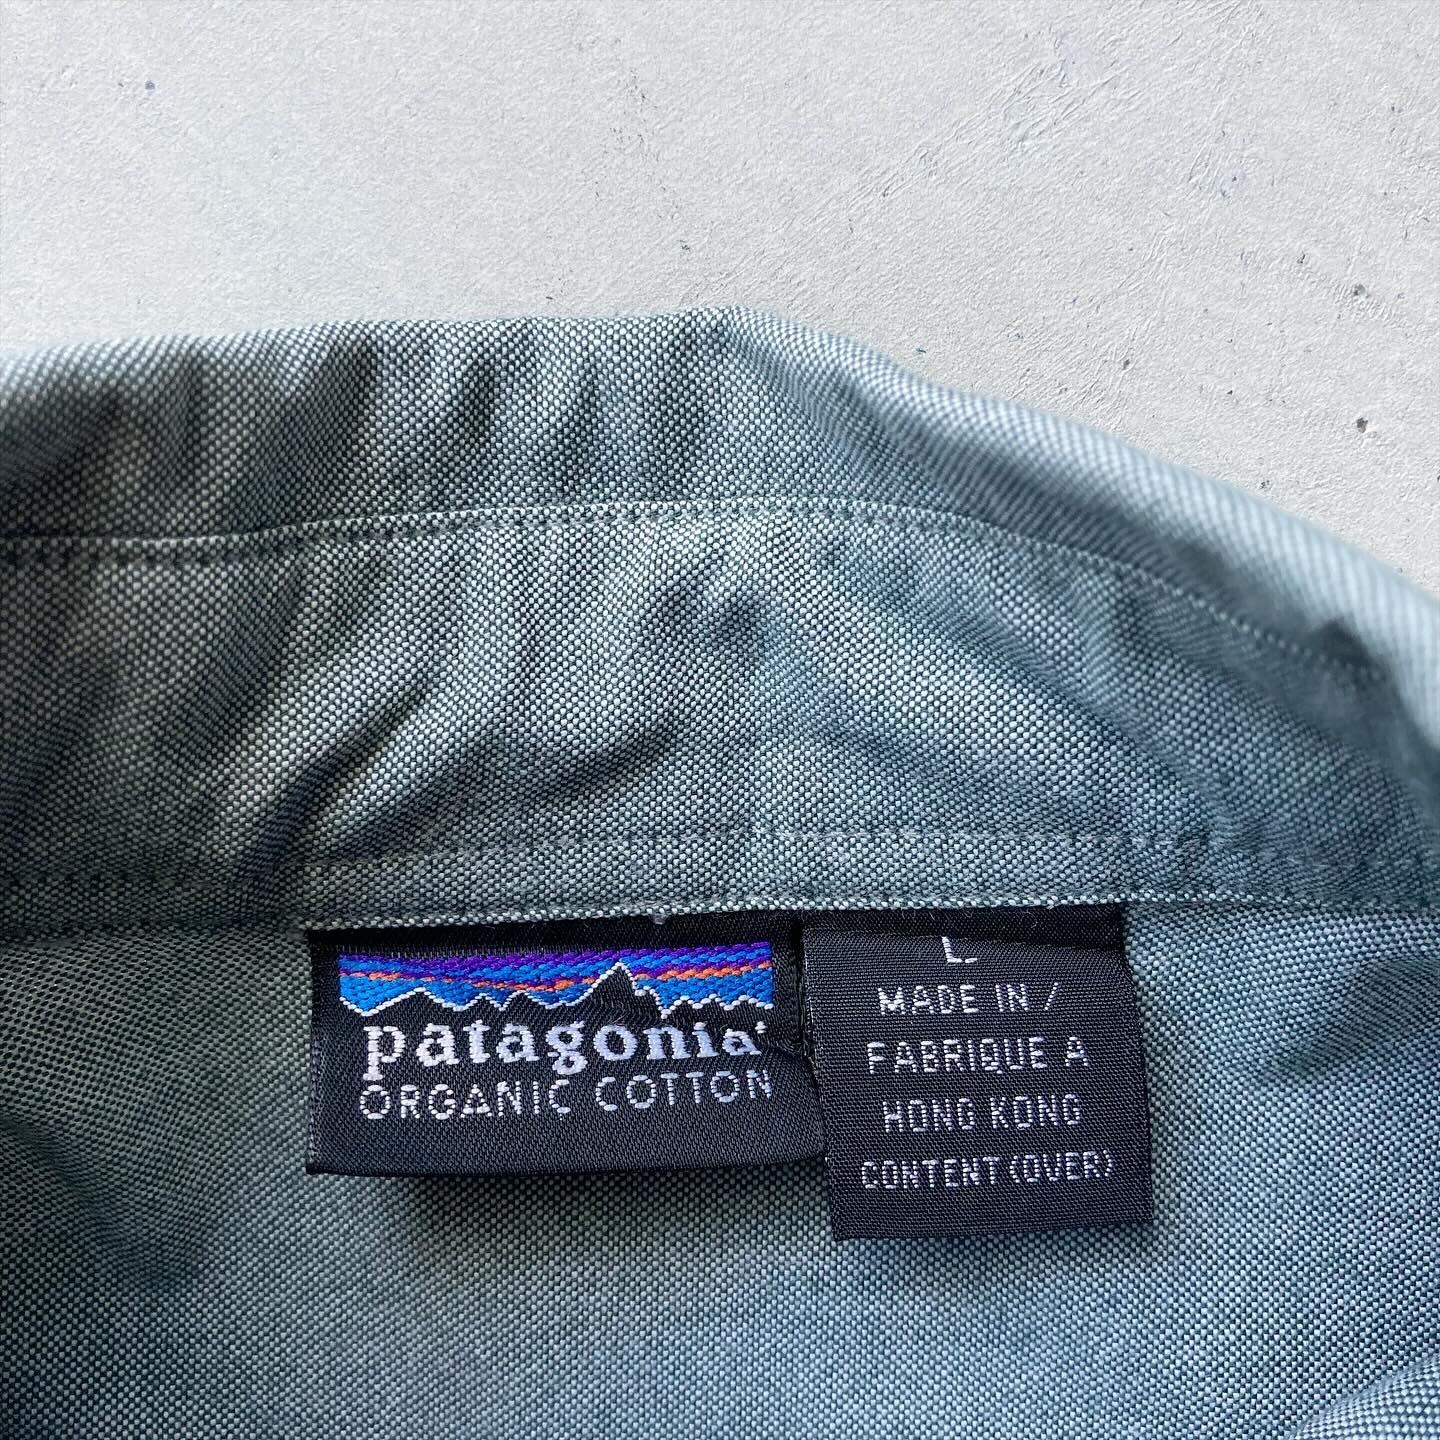 patagonia®
ORGANIC COTTON
L
MADE IN /
FABRIQUE A
HONG KONG
CONTENT (OVER)